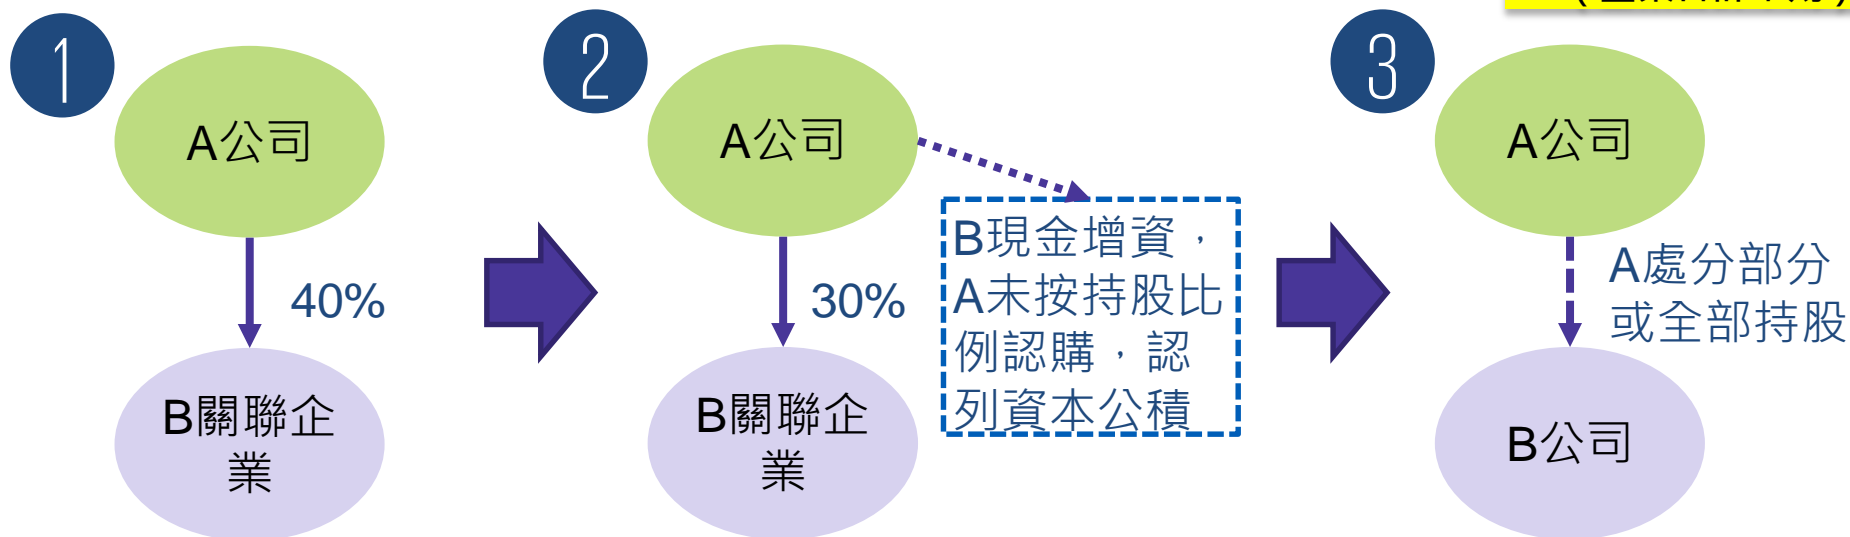 1
A公司
40%
B關聯企
業
2
A公司
30%
B關聯企
業
B現金增資，
A未按持股比
例認購，認
列資本公積
3
A公司
A處分部分
或全部持股
B公司